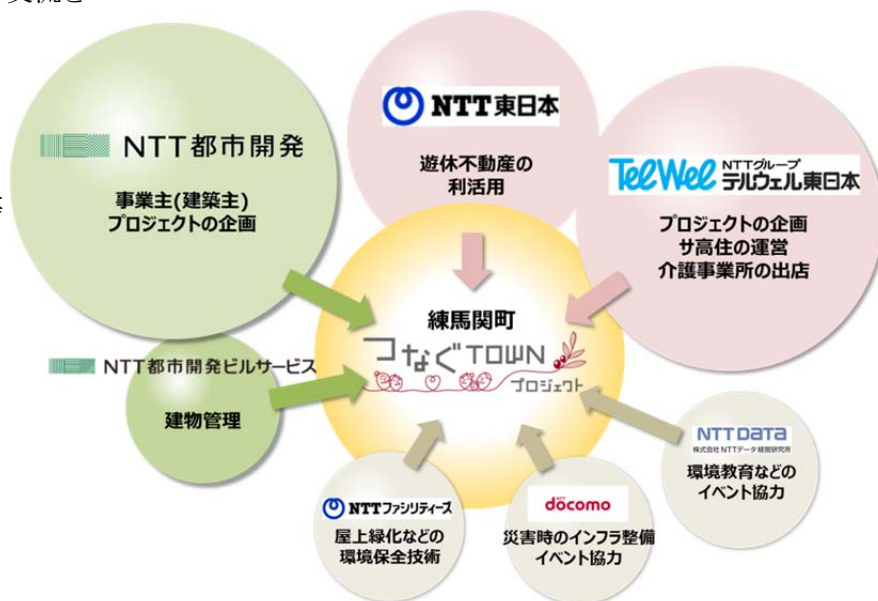 NTT都市開発
事業主(建築主)
プロジェクトの企画
NTT東日本
遊休不動産の
利活用
TelWel NTTグループ
テルウェル東日本
プロジェクトの企画
サ高住の運営
介護事業所の出店
練馬関町
つなぐTOWN
プロジェクト
NTT都市開発ビルサービス
建物管理
NTTファシリティーズ
屋上緑化などの
環境保全技術
NTT
döcomo
災害時のインフラ整備
イベント協力
NTT DATA
株式会社NTTデータ経営研究所
環境教育などの
イベント協力